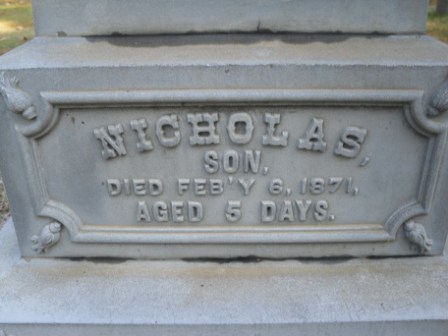 NICHOLAS,
SON,
DIED FEB'Y 6, 1871,
AGED 5 DAYS.